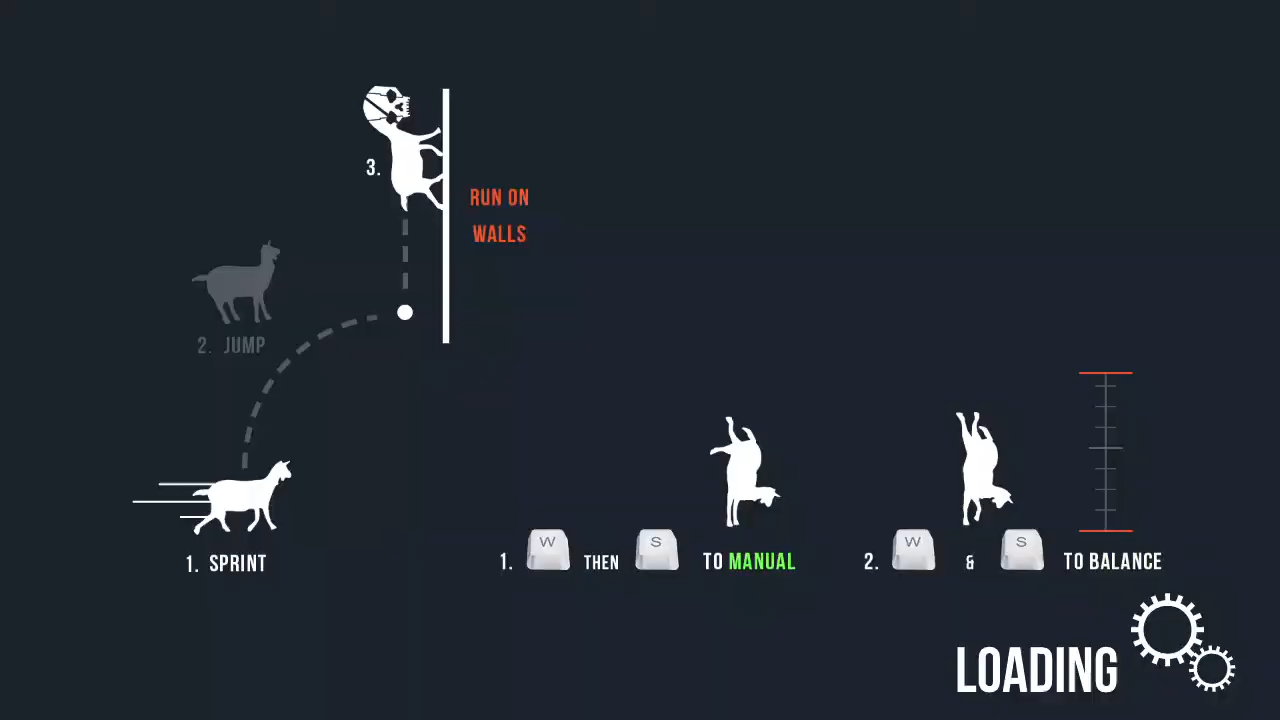 3.
RUN ON
WALLS
2. JUMP
1. SPRINT
1. W THEN S TO MANUAL
2. W & S TO BALANCE
LOADING